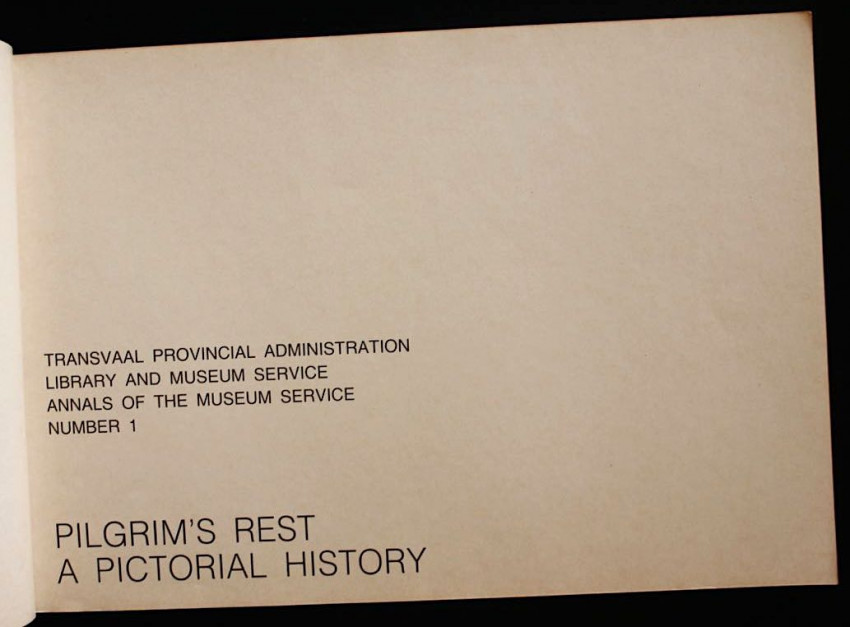 TRANSVAAL PROVINCIAL ADMINISTRATION
LIBRARY AND MUSEUM SERVICE
ANNALS OF THE MUSEUM SERVICE
NUMBER 1
PILGRIM'S REST
A PICTORIAL HISTORY